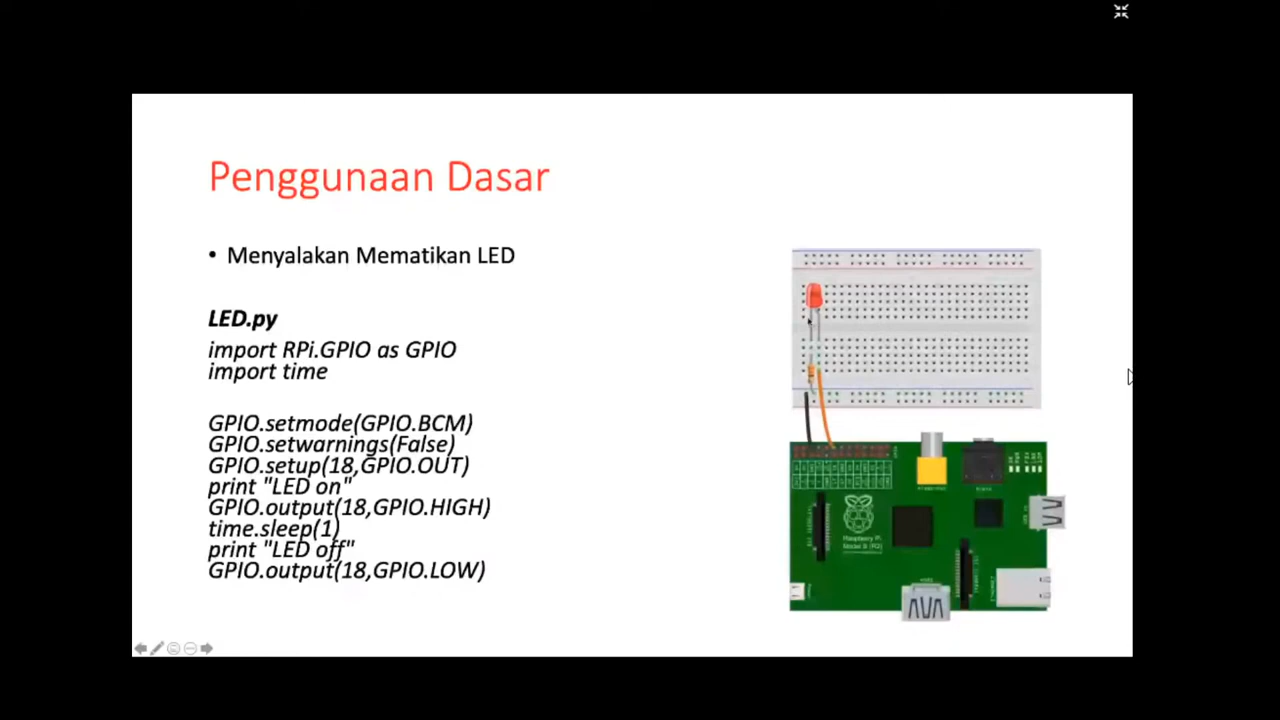 Penggunaan Dasar
• Menyalakan Mematikan LED
LED.py
import RPi.GPIO as GPIO
import time
GPIO.setmode(GPIO.BCM)
GPIO.setwarnings(False)
GPIO.setup(18,GPIO.OUT)
print "LED on"
GPIO.output(18,GPIO.HIGH)
time.sleep(1)
print "LED off"
GPIO.output(18,GPIO.LOW)
Raspberry Pi